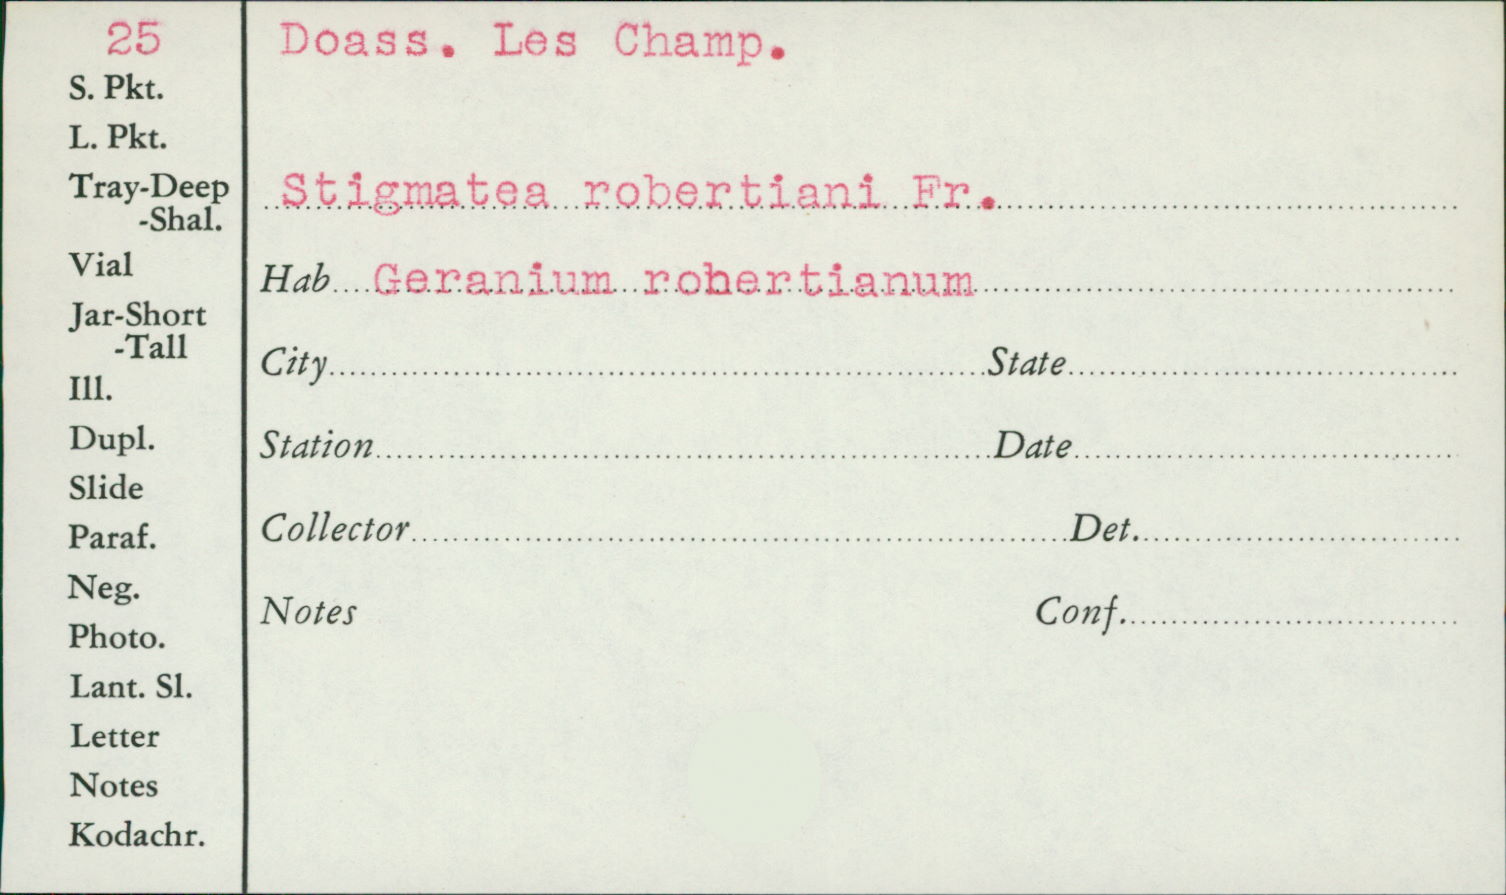 25
Doass. Les Champ.
S. Pkt.
L. Pkt.
Tray-Deep
-Shal.
Stigmatea robertiani Fr.
Vial
Hab Geranium robertianum
Jar-Short
-Tall
City State
Ill.
Dupl.
Station Date
Slide
Paraf.
Collector Det.
Neg.
Notes Conf.
Photo.
Lant. Sl.
Letter
Notes
Kodachr.